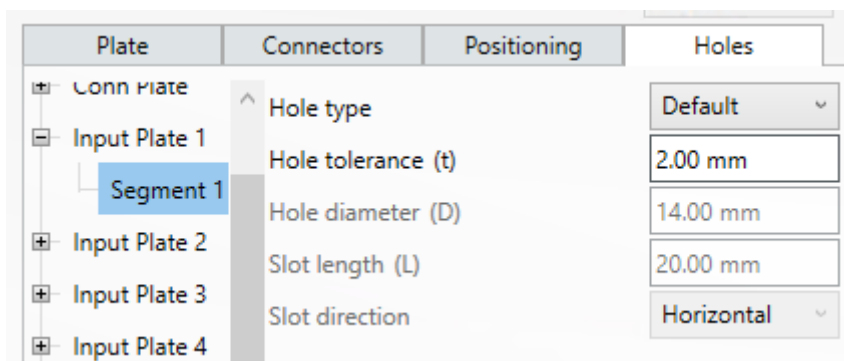 Plate Connectors Positioning Holes
Conn Plate
Hole type Default
Input Plate 1
Hole tolerance (t) 2.00 mm
Segment 1
Hole diameter (D) 14.00 mm
Input Plate 2
Slot length (L) 20.00 mm
Input Plate 3
Slot direction Horizontal
Input Plate 4